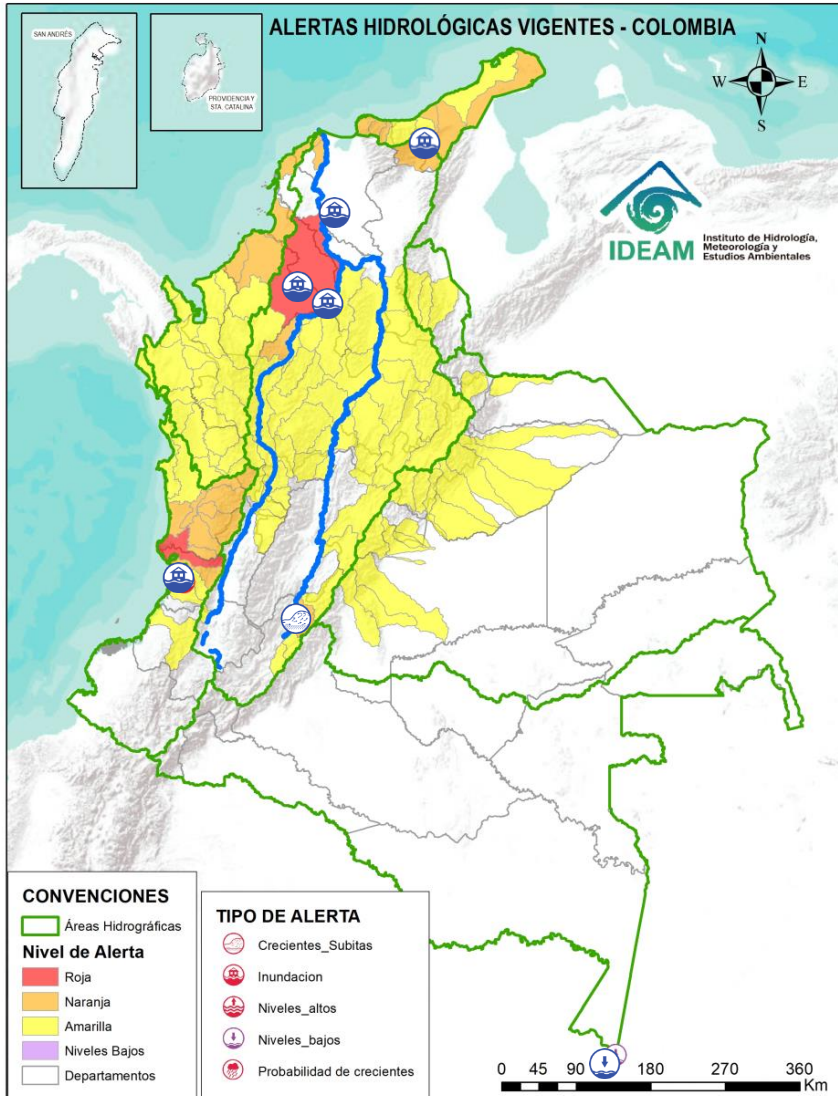 ALERTAS HIDROLÓGICAS VIGENTES - COLOMBIA
SAN ANDRÉS
PROVIDENCIA Y
STA. CATALINA
N
W
E
S
IDEAM
Instituto de Hidrología,
Meteorología y
Estudios Ambientales
CONVENCIONES
Áreas Hidrográficas
Nivel de Alerta
Roja
Naranja
Amarilla
Niveles Bajos
Departamentos
TIPO DE ALERTA
Crecientes_Subitas
Inundacion
Niveles_altos
Niveles_bajos
Probabilidad de crecientes
0 45 90 180 270 360
Km